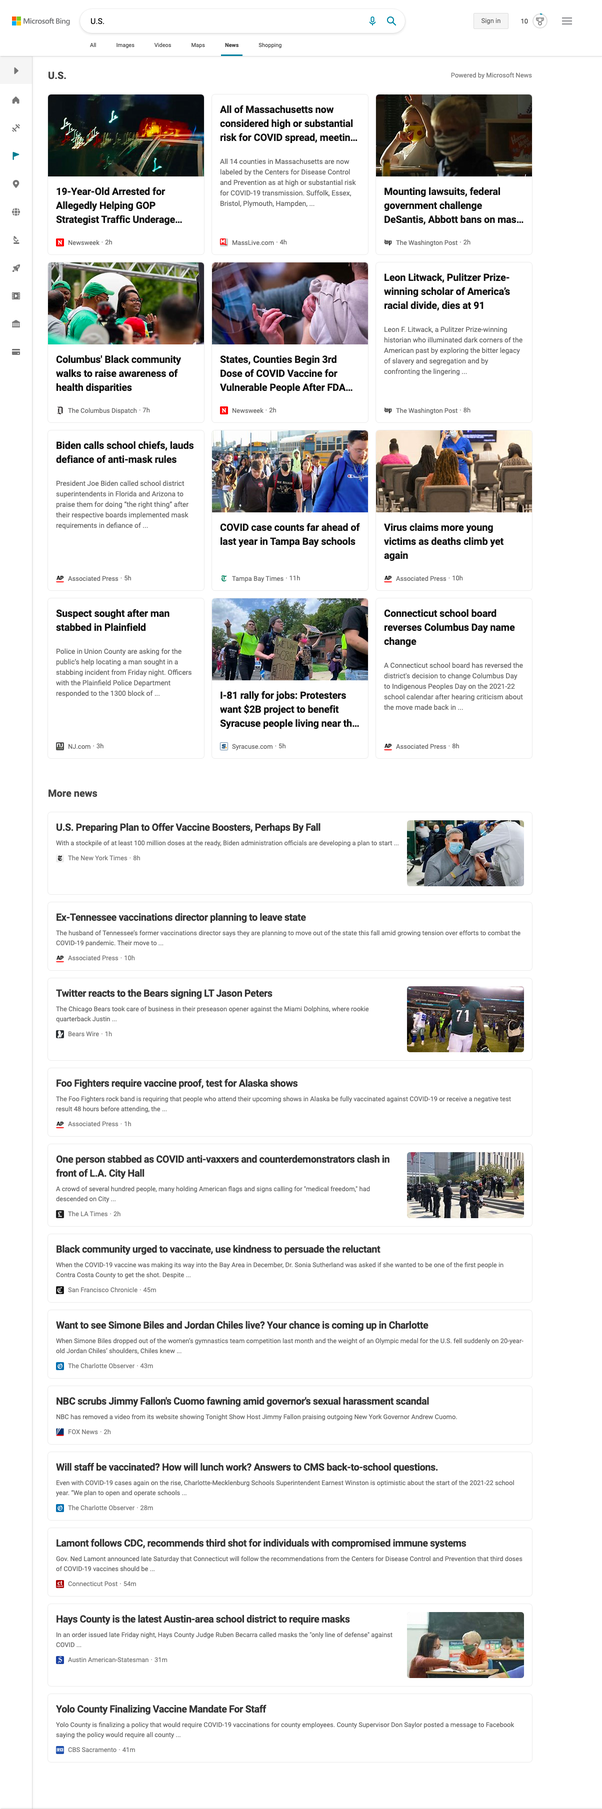 Microsoft Bing
U.S.
Sign in
10
All
Images
Videos
Maps
News
Shopping
U.S.
Powered by Microsoft News
19-Year-Old Arrested for
Allegedly Helping GOP
Strategist Traffic Underage...
Newsweek · 2h
All of Massachusetts now
considered high or substantial
risk for COVID spread, meetin...
All 14 counties in Massachusetts are now
labeled by the Centers for Disease Control
and Prevention as at high or substantial risk
for COVID-19 transmission. Suffolk, Essex,
Bristol, Plymouth, Hampden, ...
MassLive.com · 4h
Mounting lawsuits, federal
government challenge
DeSantis, Abbott bans on mas...
The Washington Post · 2h
Columbus' Black community
walks to raise awareness of
health disparities
The Columbus Dispatch · 7h
States, Counties Begin 3rd
Dose of COVID Vaccine for
Vulnerable People After FDA...
Newsweek · 2h
Leon Litwack, Pulitzer Prize-
winning scholar of America's
racial divide, dies at 91
Leon F. Litwack, a Pulitzer Prize-winning
historian who illuminated dark corners of the
American past by exploring the bitter legacy
of slavery and segregation and by
confronting the lingering ...
The Washington Post · 8h
Biden calls school chiefs, lauds
defiance of anti-mask rules
President Joe Biden called school district
superintendents in Florida and Arizona to
praise them for doing "the right thing" after
their respective boards implemented mask
requirements in defiance of ...
AP Associated Press · 5h
COVID case counts far ahead of
last year in Tampa Bay schools
Tampa Bay Times · 11h
Virus claims more young
victims as deaths climb yet
again
AP Associated Press · 10h
Suspect sought after man
stabbed in Plainfield
Police in Union County are asking for the
public's help locating a man sought in a
stabbing incident from Friday night. Officers
with the Plainfield Police Department
responded to the 1300 block of ...
NJ.com · 3h
I-81 rally for jobs: Protesters
want $2B project to benefit
Syracuse people living near th...
Syracuse.com · 5h
Connecticut school board
reverses Columbus Day name
change
A Connecticut school board has reversed the
district's decision to change Columbus Day
to Indigenous Peoples Day on the 2021-22
school calendar after hearing criticism about
the move made back in ...
AP Associated Press · 8h
More news
U.S. Preparing Plan to Offer Vaccine Boosters, Perhaps By Fall
With a stockpile of at least 100 million doses at the ready, Biden administration officials are developing a plan to start ...
The New York Times · 8h
Ex-Tennessee vaccinations director planning to leave state
The husband of Tennessee's former vaccinations director says they are planning to move out of the state this fall amid growing tension over efforts to combat the
COVID-19 pandemic. Their move to ...
AP Associated Press · 10h
Twitter reacts to the Bears signing LT Jason Peters
The Chicago Bears took care of business in their preseason opener against the Miami Dolphins, where rookie
quarterback Justin ...
Bears Wire · 1h
71
Foo Fighters require vaccine proof, test for Alaska shows
The Foo Fighters rock band is requiring that people who attend their upcoming shows in Alaska be fully vaccinated against COVID-19 or receive a negative test
result 48 hours before attending, the ...
AP Associated Press · 1h
One person stabbed as COVID anti-vaxxers and counterdemonstrators clash in
front of L.A. City Hall
A crowd of several hundred people, many holding American flags and signs calling for "medical freedom," had
descended on City ...
The LA Times · 2h
Black community urged to vaccinate, use kindness to persuade the reluctant
When the COVID-19 vaccine was making its way into the Bay Area in December, Dr. Sonia Sutherland was asked if she wanted to be one of the first people in
Contra Costa County to get the shot. Despite ...
San Francisco Chronicle · 45m
Want to see Simone Biles and Jordan Chiles live? Your chance is coming up in Charlotte
When Simone Biles dropped out of the women's gymnastics team competition last month and the weight of an Olympic medal for the U.S. fell suddenly on 20-year-
old Jordan Chiles' shoulders, Chiles knew ...
The Charlotte Observer · 43m
NBC scrubs Jimmy Fallon's Cuomo fawning amid governor's sexual harassment scandal
NBC has removed a video from its website showing Tonight Show Host Jimmy Fallon praising outgoing New York Governor Andrew Cuomo.
FOX News · 2h
Will staff be vaccinated? How will lunch work? Answers to CMS back-to-school questions.
Even with COVID-19 cases again on the rise, Charlotte-Mecklenburg Schools Superintendent Earnest Winston is optimistic about the start of the 2021-22 school
year. "We plan to open and operate schools ...
The Charlotte Observer · 28m
Lamont follows CDC, recommends third shot for individuals with compromised immune systems
Gov. Ned Lamont announced late Saturday that Connecticut will follow the recommendations from the Centers for Disease Control and Prevention that third doses
of COVID-19 vaccines should be ...
Connecticut Post · 54m
Hays County is the latest Austin-area school district to require masks
In an order issued late Friday night, Hays County Judge Ruben Becarra called masks the "only line of defense" against
COVID ...
Austin American-Statesman · 31m
Yolo County Finalizing Vaccine Mandate For Staff
Yolo County is finalizing a policy that would require COVID-19 vaccinations for county employees. County Supervisor Don Saylor posted a message to Facebook
saying the policy would require all county ...
CBS Sacramento · 41m